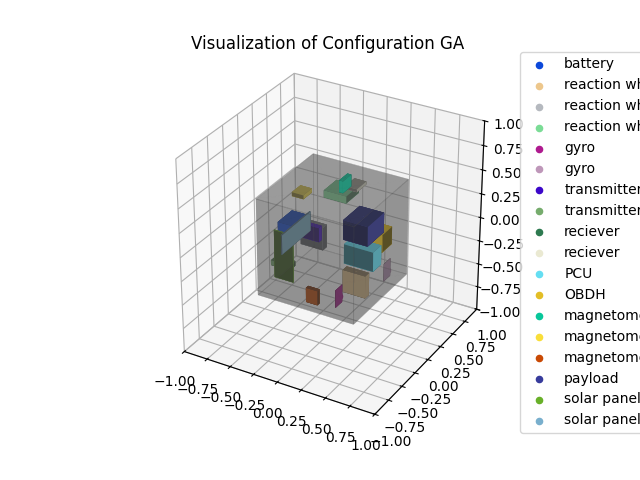 Visualization of Configuration GA
battery
reaction wh
reaction wh
reaction wh
gyro
gyro
transmitter
transmitter
reciever
reciever
PCU
OBDH
magnetome
magnetome
magnetome
payload
solar panel
solar panel
1.00
0.75
0.50
0.25
0.00
−0.25
−0.50
−0.75
−1.00
1.00
0.75
0.50
0.25
0.00
−0.25
−0.50
−0.75
−1.00
−1.00
−0.75
−0.50
−0.25
0.00
0.25
0.50
0.75
1.00